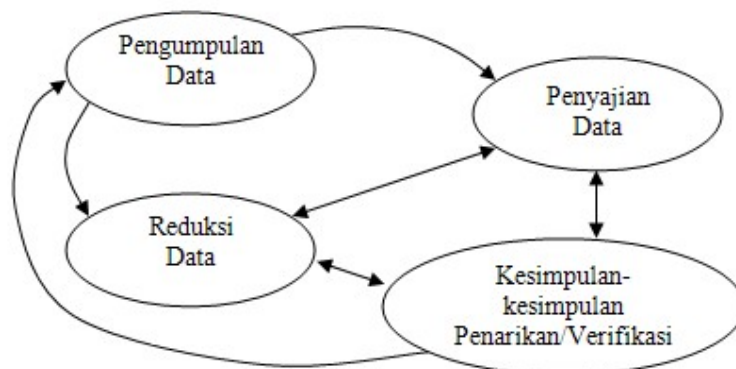 Pengumpulan
Data
Penyajian
Data
Reduksi
Data
Kesimpulan-
kesimpulan
Penarikan/Verifikasi